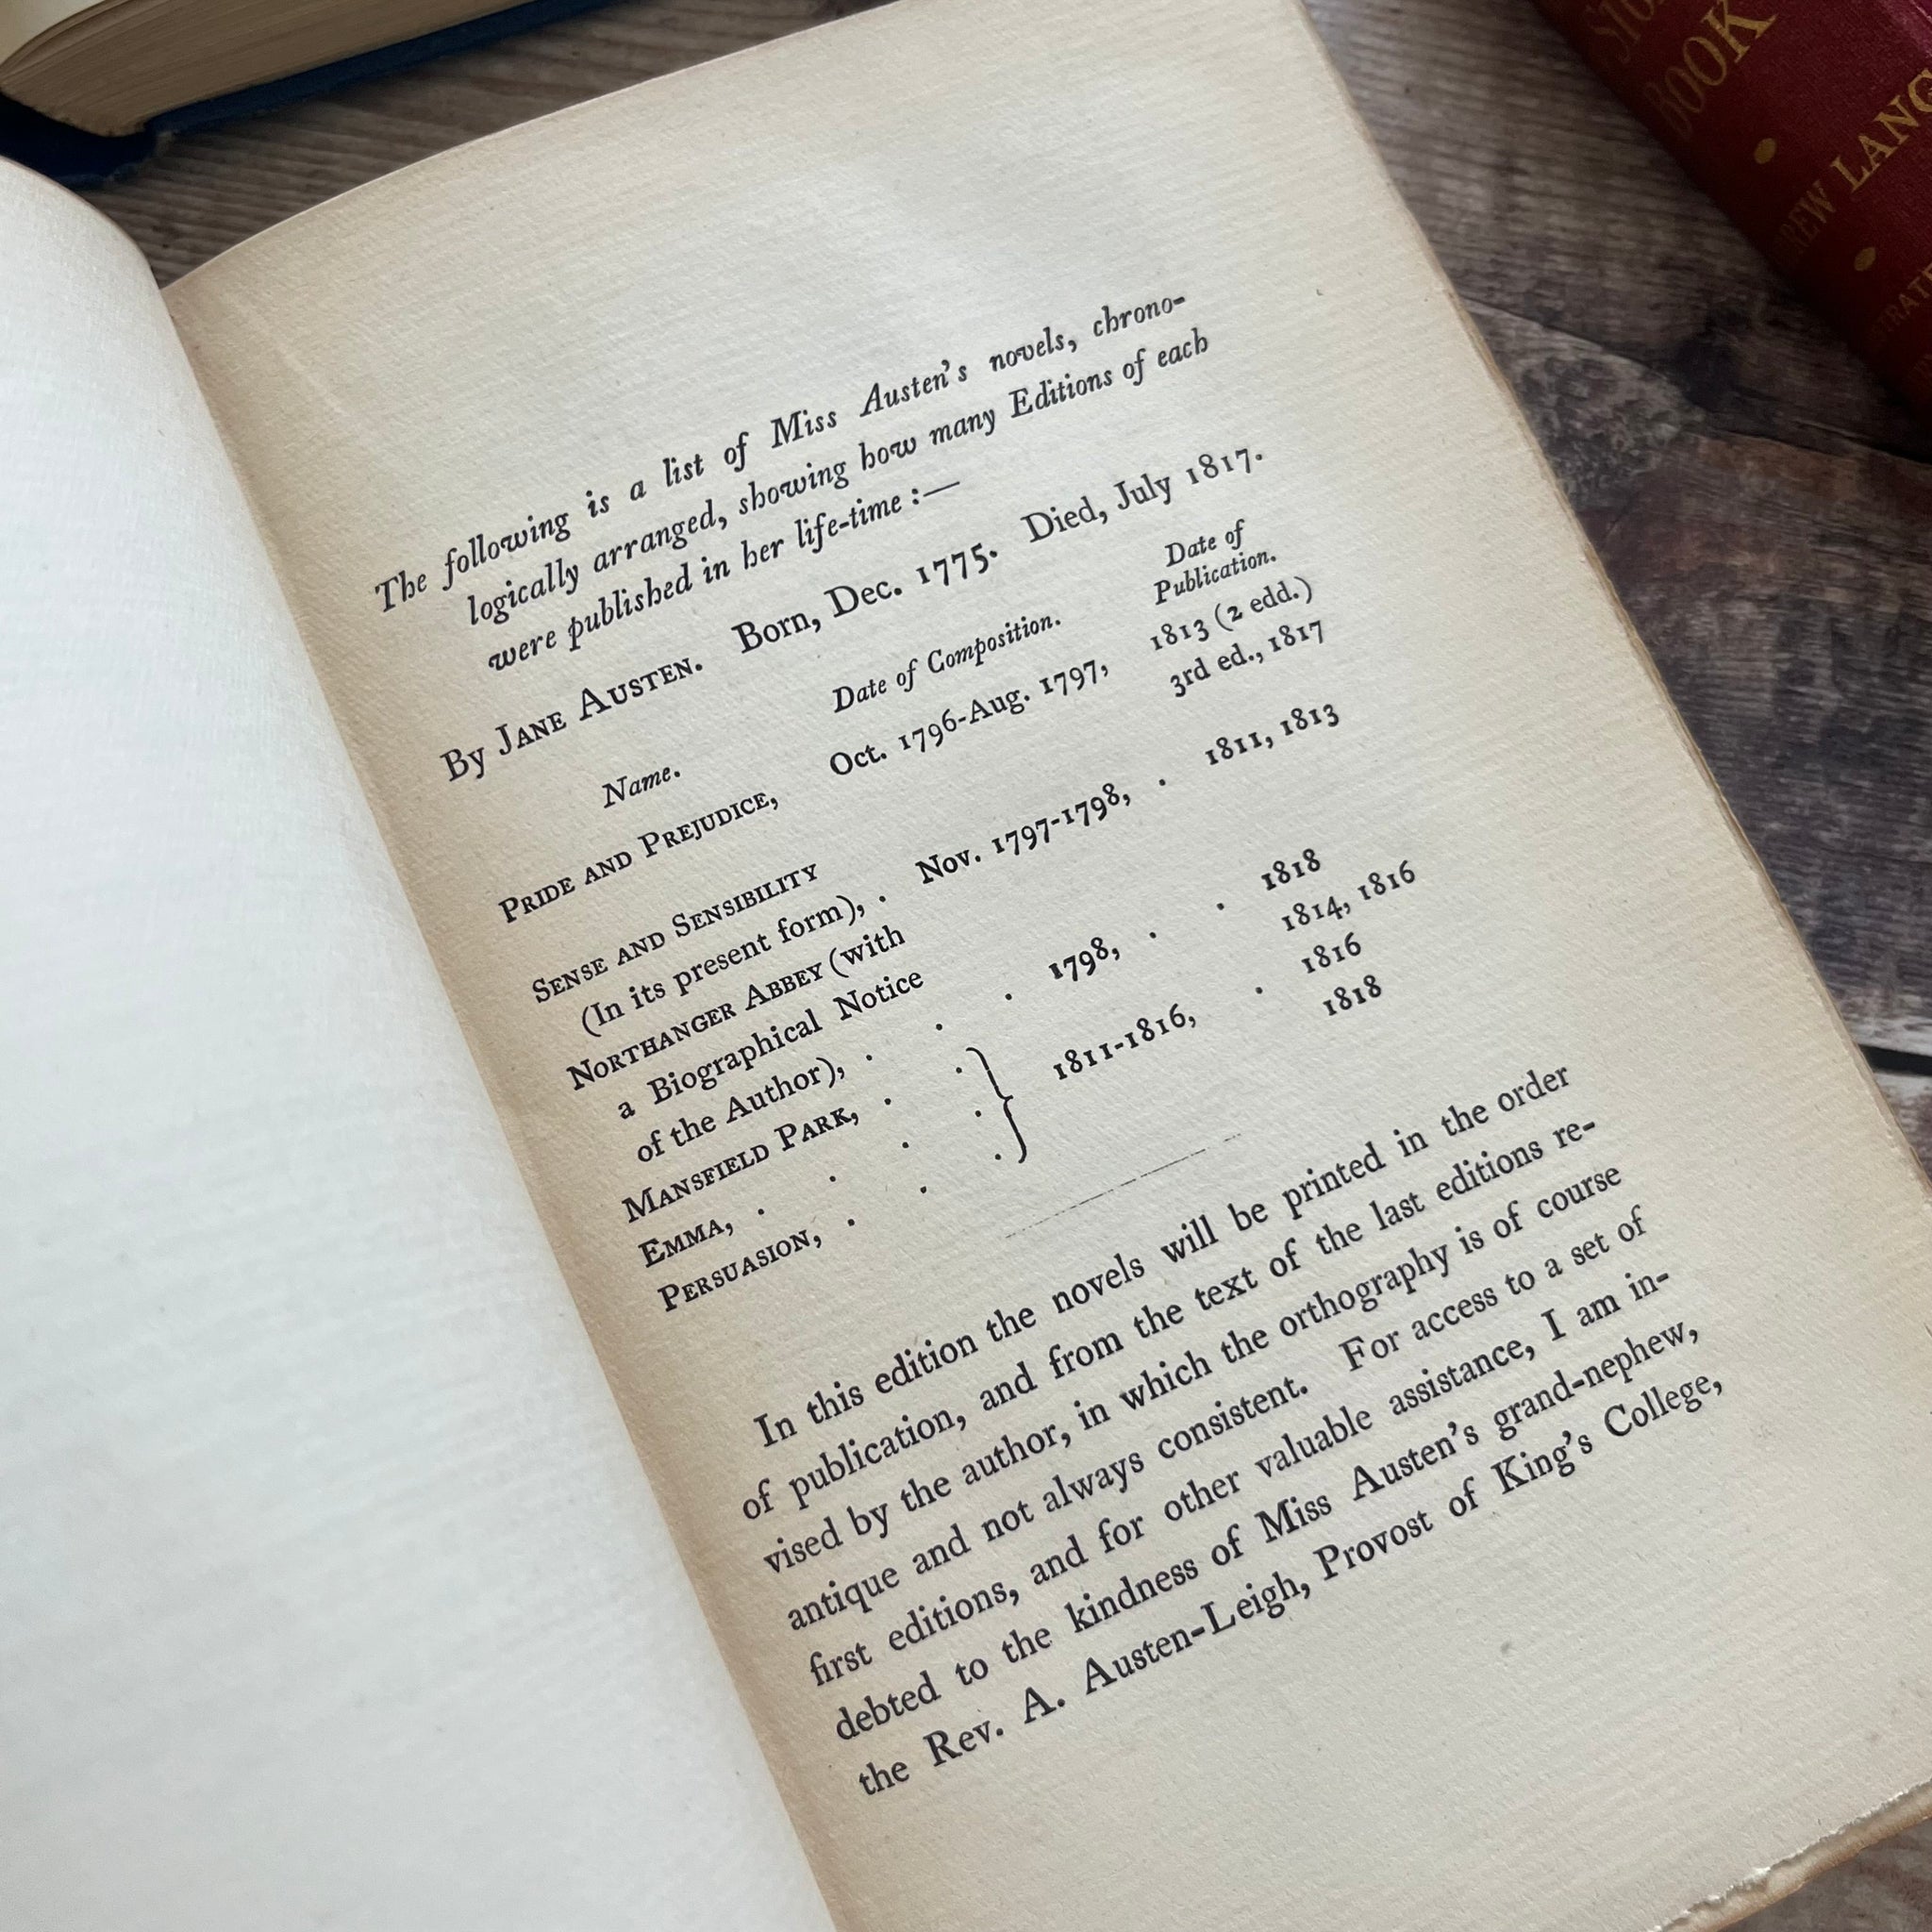 The following is a list of Miss Austen's novels, chrono-
logically arranged, showing how many Editions of each
were published in her life-time :—
By JANE AUSTEN. Born, Dec. 1775. Died, July 1817.
Name. Date of Composition. Date of
Publication.
PRIDE AND PREJUDICE, Oct. 1796-Aug. 1797, 1813 (2 edd.)
3rd ed., 1817
SENSE AND SENSIBILITY
(In its present form), . Nov. 1797-1798, . 1811, 1813
NORTHANGER ABBEY (with
a Biographical Notice
of the Author), . . . 1798, . . 1818
MANSFIELD PARK, . . 1814, 1816
EMMA, . . . . } 1811-1816, . 1816
PERSUASION, . . . 1818
In this edition the novels will be printed in the order
of publication, and from the text of the last editions re-
vised by the author, in which the orthography is of course
antique and not always consistent. For access to a set of
first editions, and for other valuable assistance, I am in-
debted to the kindness of Miss Austen's grand-nephew,
the Rev. A. Austen-Leigh, Provost of King's College,
BOOK
LANG